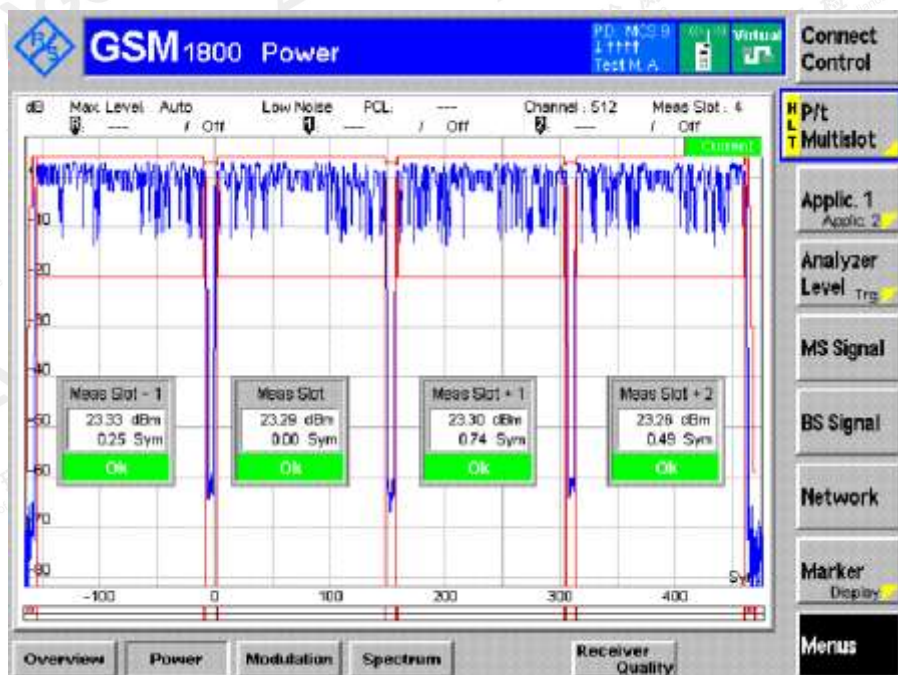 R/S
GSM 1800 Power
PD: MCS 9
Test M. A
Virtual
Connect
Control
dB Max. Level: Auto Low Noise PCL: --- Channel : 512 Meas Slot : 4
--- / Off 1: --- / Off 2: --- / Off
Current
HLT
P/t
Multislot
Applic. 1
Applic. 2
Analyzer
Level Trg
MS Signal
BS Signal
Network
Marker
Display
Menus
-10
-20
-30
-40
-50
-60
-70
-80
Meas Slot - 1
23.33 dBm
0.25 Sym
Ok
Meas Slot
23.29 dBm
0.00 Sym
Ok
Meas Slot + 1
23.30 dBm
0.74 Sym
Ok
Meas Slot + 2
23.26 dBm
0.49 Sym
Ok
-100 0 100 200 300 400
Overview Power Modulation Spectrum Receiver
Quality